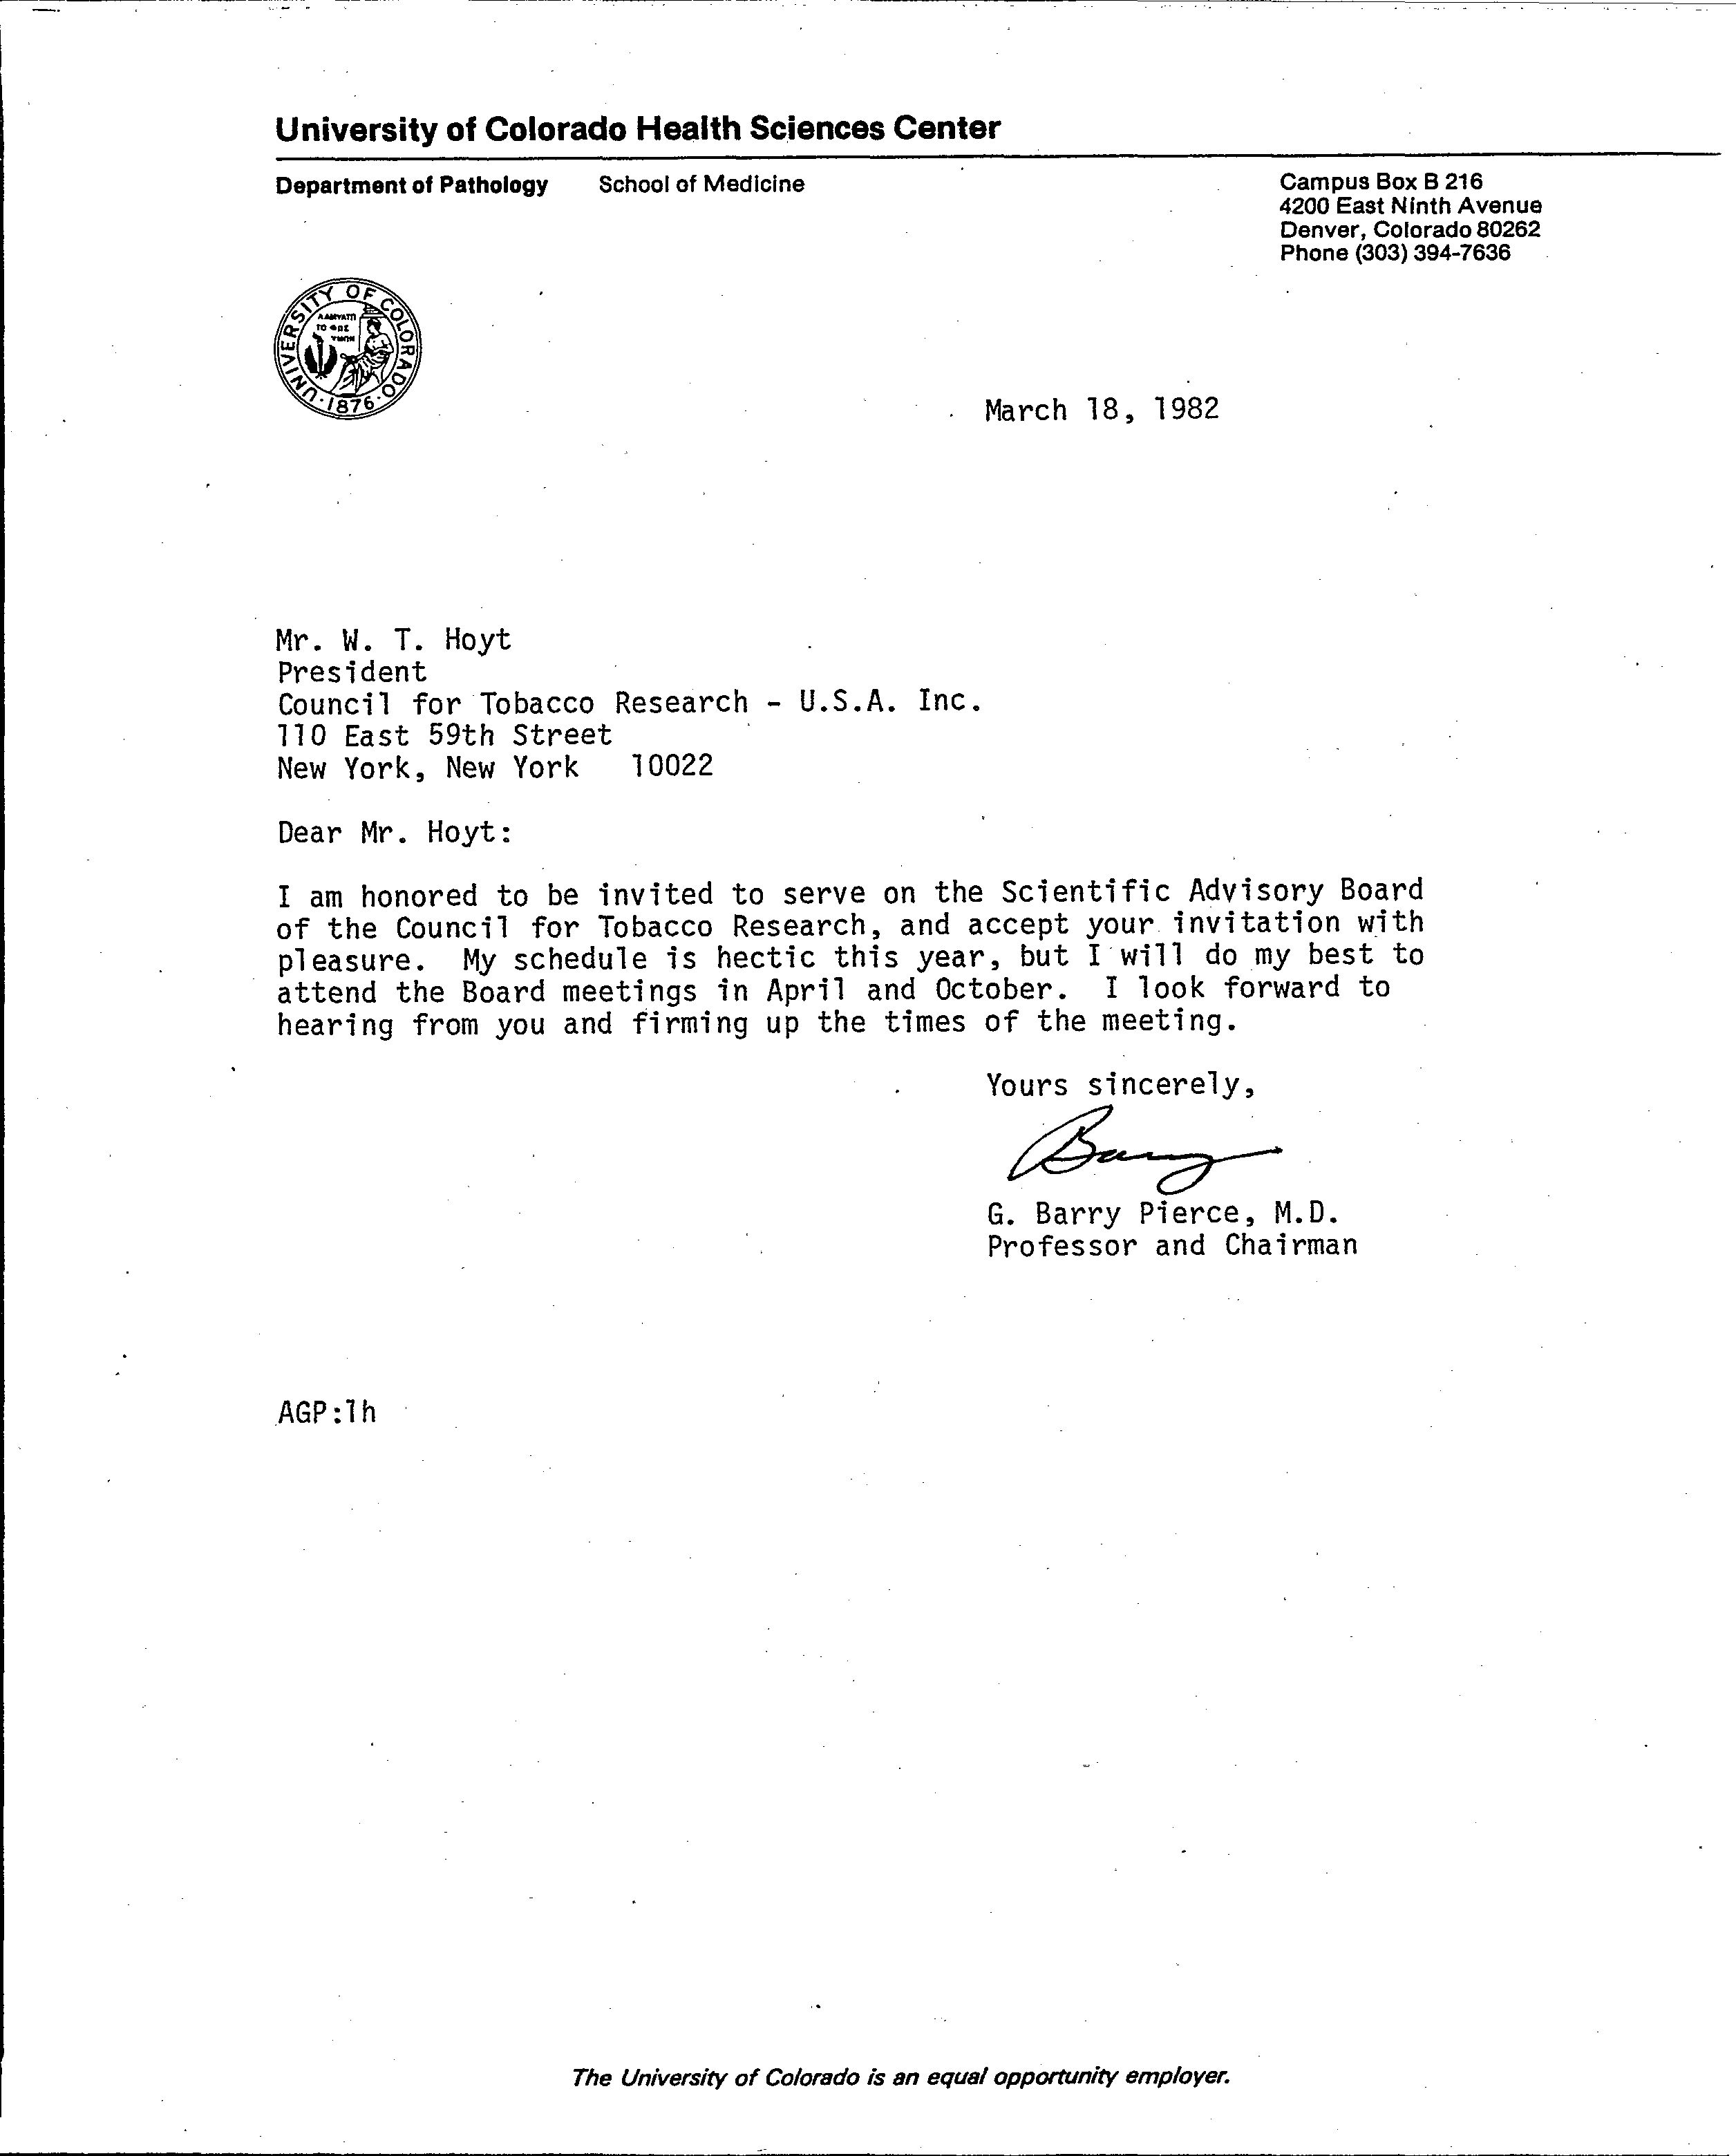 University of Colorado Health Sciences Center
Department of Pathology School of Medicine
Campus Box B 216
4200 East Ninth Avenue
Denver, Colorado 80262
Phone (303) 394-7636
UNIVERSITY OF COLORADO
1876
March 18, 1982
Mr. W. T. Hoyt
President
Council for Tobacco Research - U.S.A. Inc.
110 East 59th Street
New York, New York 10022
Dear Mr. Hoyt:
I am honored to be invited to serve on the Scientific Advisory Board
of the Council for Tobacco Research, and accept your invitation with
pleasure. My schedule is hectic this year, but I will do my best to
attend the Board meetings in April and October. I look forward to
hearing from you and firming up the times of the meeting.
Yours sincerely,
Barry
G. Barry Pierce, M.D.
Professor and Chairman
AGP:lh
The University of Colorado is an equal opportunity employer.